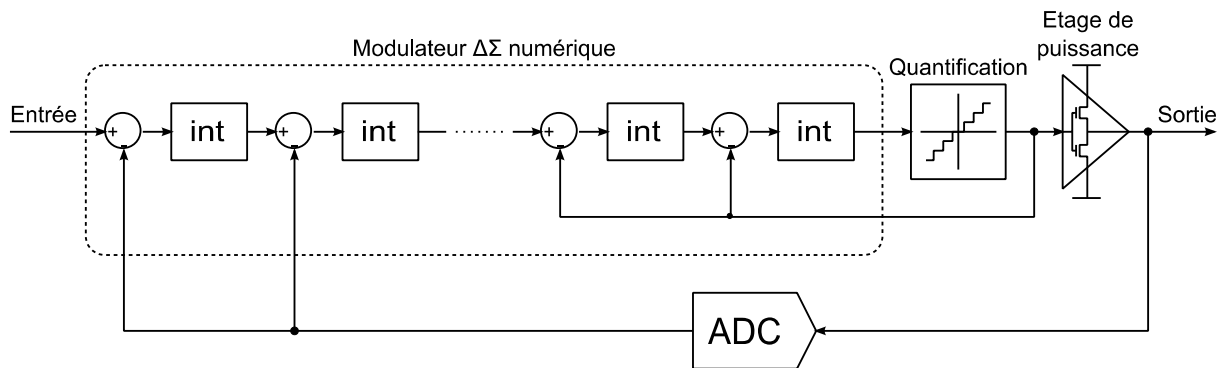 Etage de
puissance
Modulateur ΔΣ numérique
Quantification
Entrée
Sortie
+
-
int
+
-
int
+
-
int
+
-
int
ADC